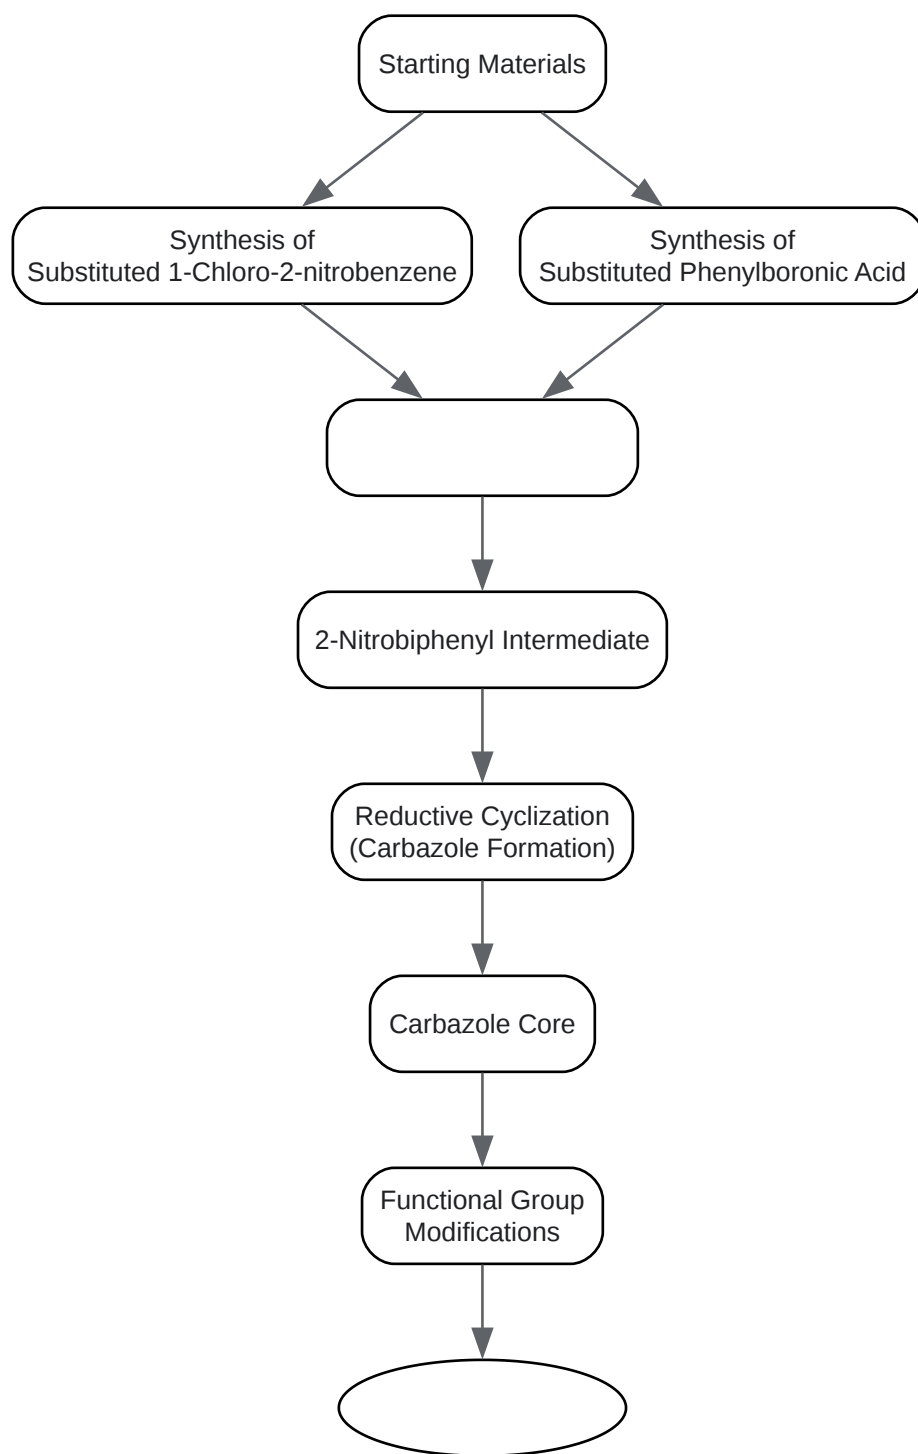 Starting Materials
Synthesis of
Substituted 1-Chloro-2-nitrobenzene
Synthesis of
Substituted Phenylboronic Acid
2-Nitrobiphenyl Intermediate
Reductive Cyclization
(Carbazole Formation)
Carbazole Core
Functional Group
Modifications